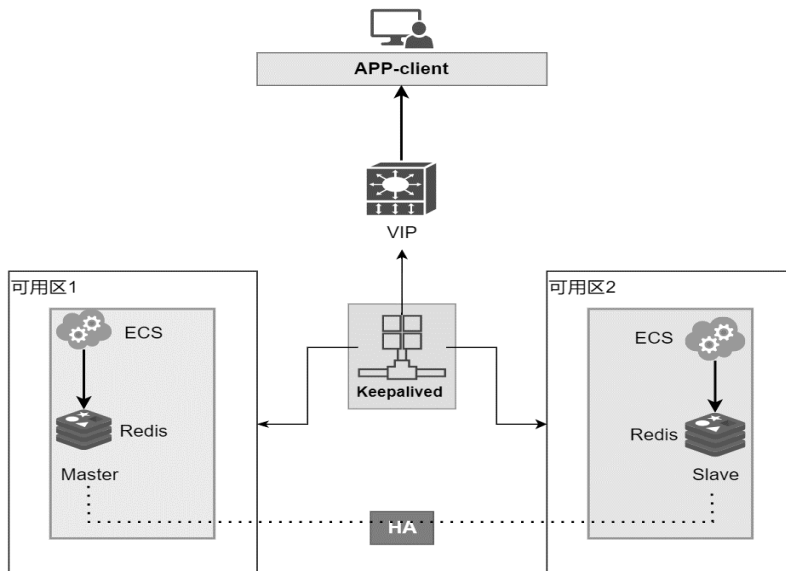 APP-client
VIP
可用区1
可用区2
ECS
ECS
Keepalived
Redis
Redis
Master
Slave
HA